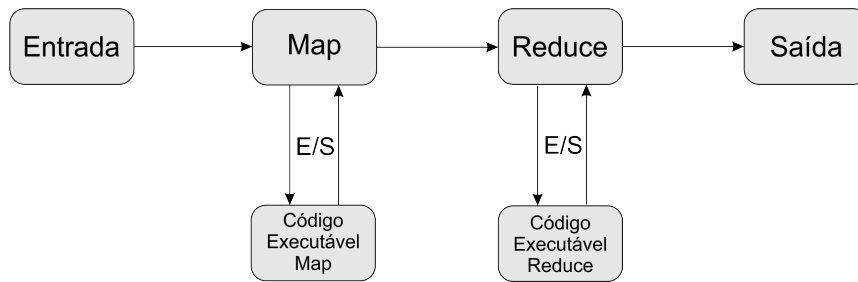 Entrada
Map
Reduce
Saída
E/S
E/S
Código
Executável
Map
Código
Executável
Reduce